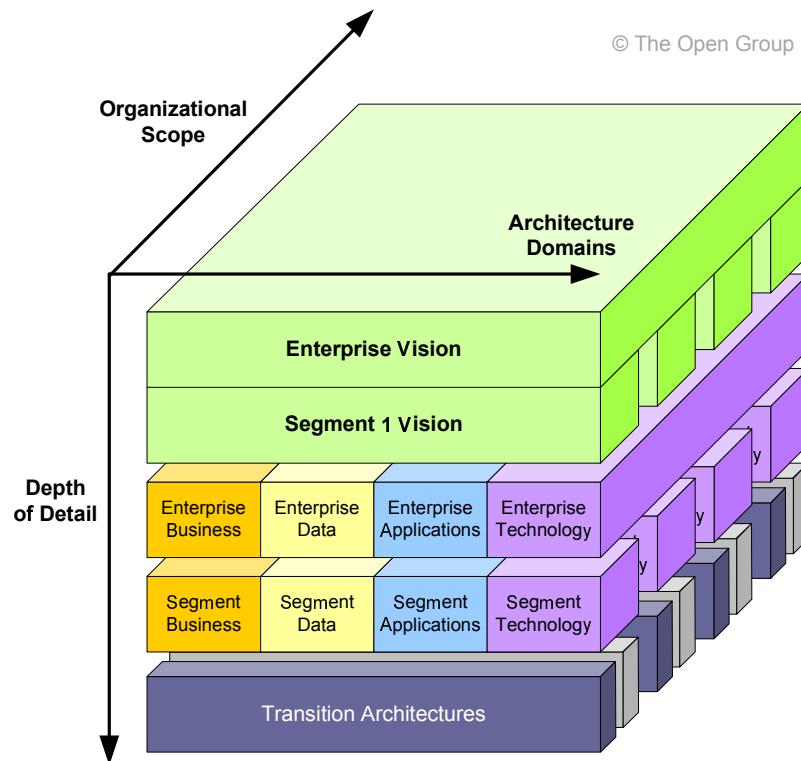 © The Open Group
Organizational
Scope
Architecture
Domains
Enterprise Vision
Segment 1 Vision
Depth
of Detail
Enterprise
Business
Enterprise
Data
Enterprise
Applications
Enterprise
Technology
Segment
Business
Segment
Data
Segment
Applications
Segment
Technology
Transition Architectures